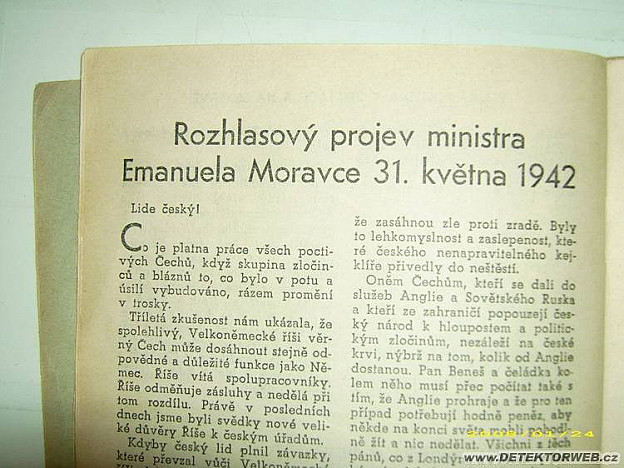 Rozhlasový projev ministra
Emanuela Moravce 31. května 1942
Lide český!
Co je platna práce všech pocti-
vých Čechů, když skupina zločin-
ců a bláznů to, co bylo v potu a
úsilí vybudováno, rázem promění
v trosky.
Tříletá zkušenost nám ukázala, že
spolehlivý, Velkoněmecké říši věr-
ný Čech může dosáhnout stejně od-
povědné a důležité funkce jako Ně-
mec. Říše vítá spolupracovníky.
Říše odměňuje zásluhy a nedělá při
tom rozdílu. Právě v posledních
dnech jsme byli svědky nové veli-
ké důvěry Říše k českým úřadům.
Kdyby český lid plnil závazky,
které převzal vůči Velkoněmecké
že zasáhnou zle proti zradě. Byly
to lehkomyslnost a zaslepenost, kte-
ré českého nenapravitelného kej-
klíře přivedly do neštěstí.
Oněm Čechům, kteří se dali do
služeb Anglie a Sovětského Ruska
a kteří ze zahraničí popouzejí čes-
ký národ k hloupostem a politic-
kým zločinům, nezáleží na české
krvi, nýbrž na tom, kolik od Anglie
dostanou. Pan Beneš a čeládka ko-
lem něho musí přec počítat také s
tím, že Anglie prohraje a že pro ten
případ potřebují hodně peněz, aby
někde na konci světa mohli pohodl-
ně žít a nic nedělat. Všichni z těch
pánů, co z Londýna
www.DETEKTORWEB.cz